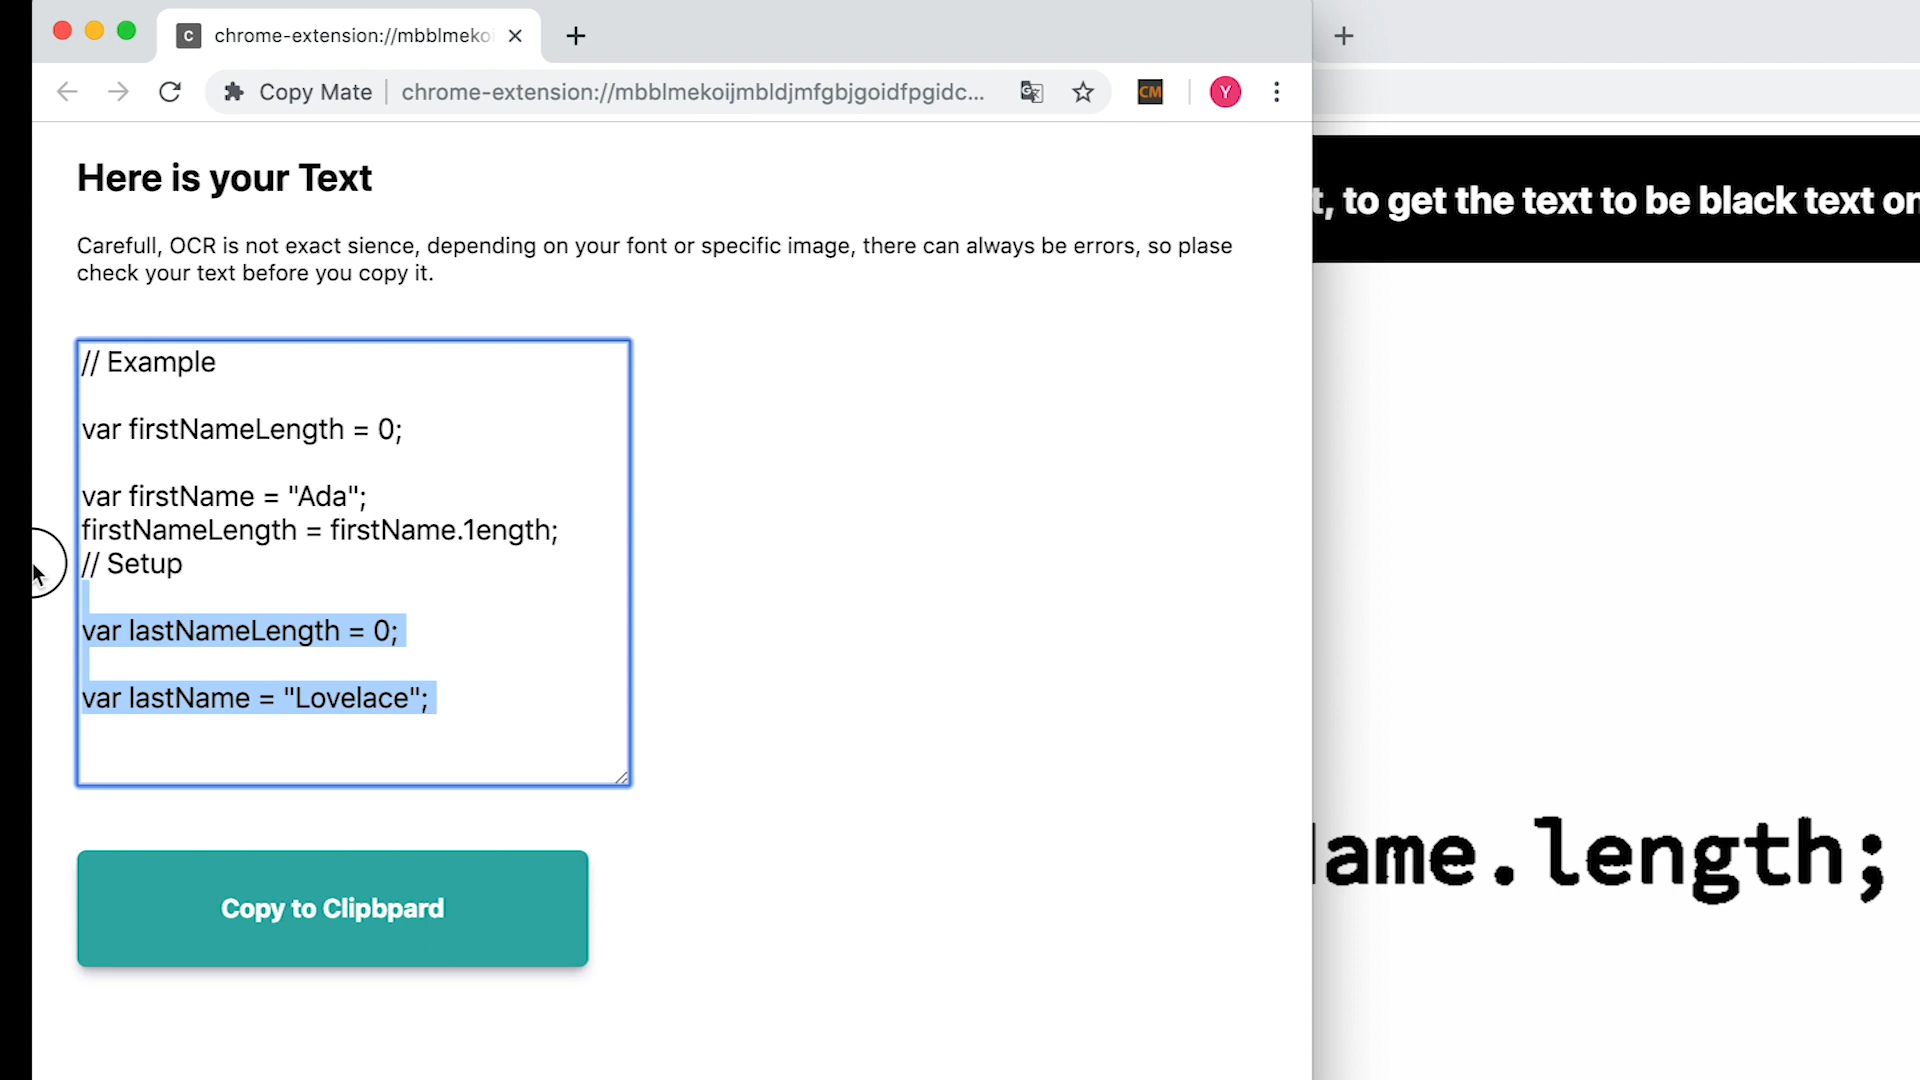 C chrome-extension://mbblmekoi
Copy Mate chrome-extension://mbblmekoijmbldjmfgbjgoidfpgidc... CM Y
Here is your Text
Carefull, OCR is not exact sience, depending on your font or specific image, there can always be errors, so plase
check your text before you copy it.
// Example
var firstNameLength = 0;
var firstName = "Ada";
firstNameLength = firstName.1ength;
// Setup
var lastNameLength = 0;
var lastName = "Lovelace";
Copy to Clipbpard
t, to get the text to be black text on
ame.length;